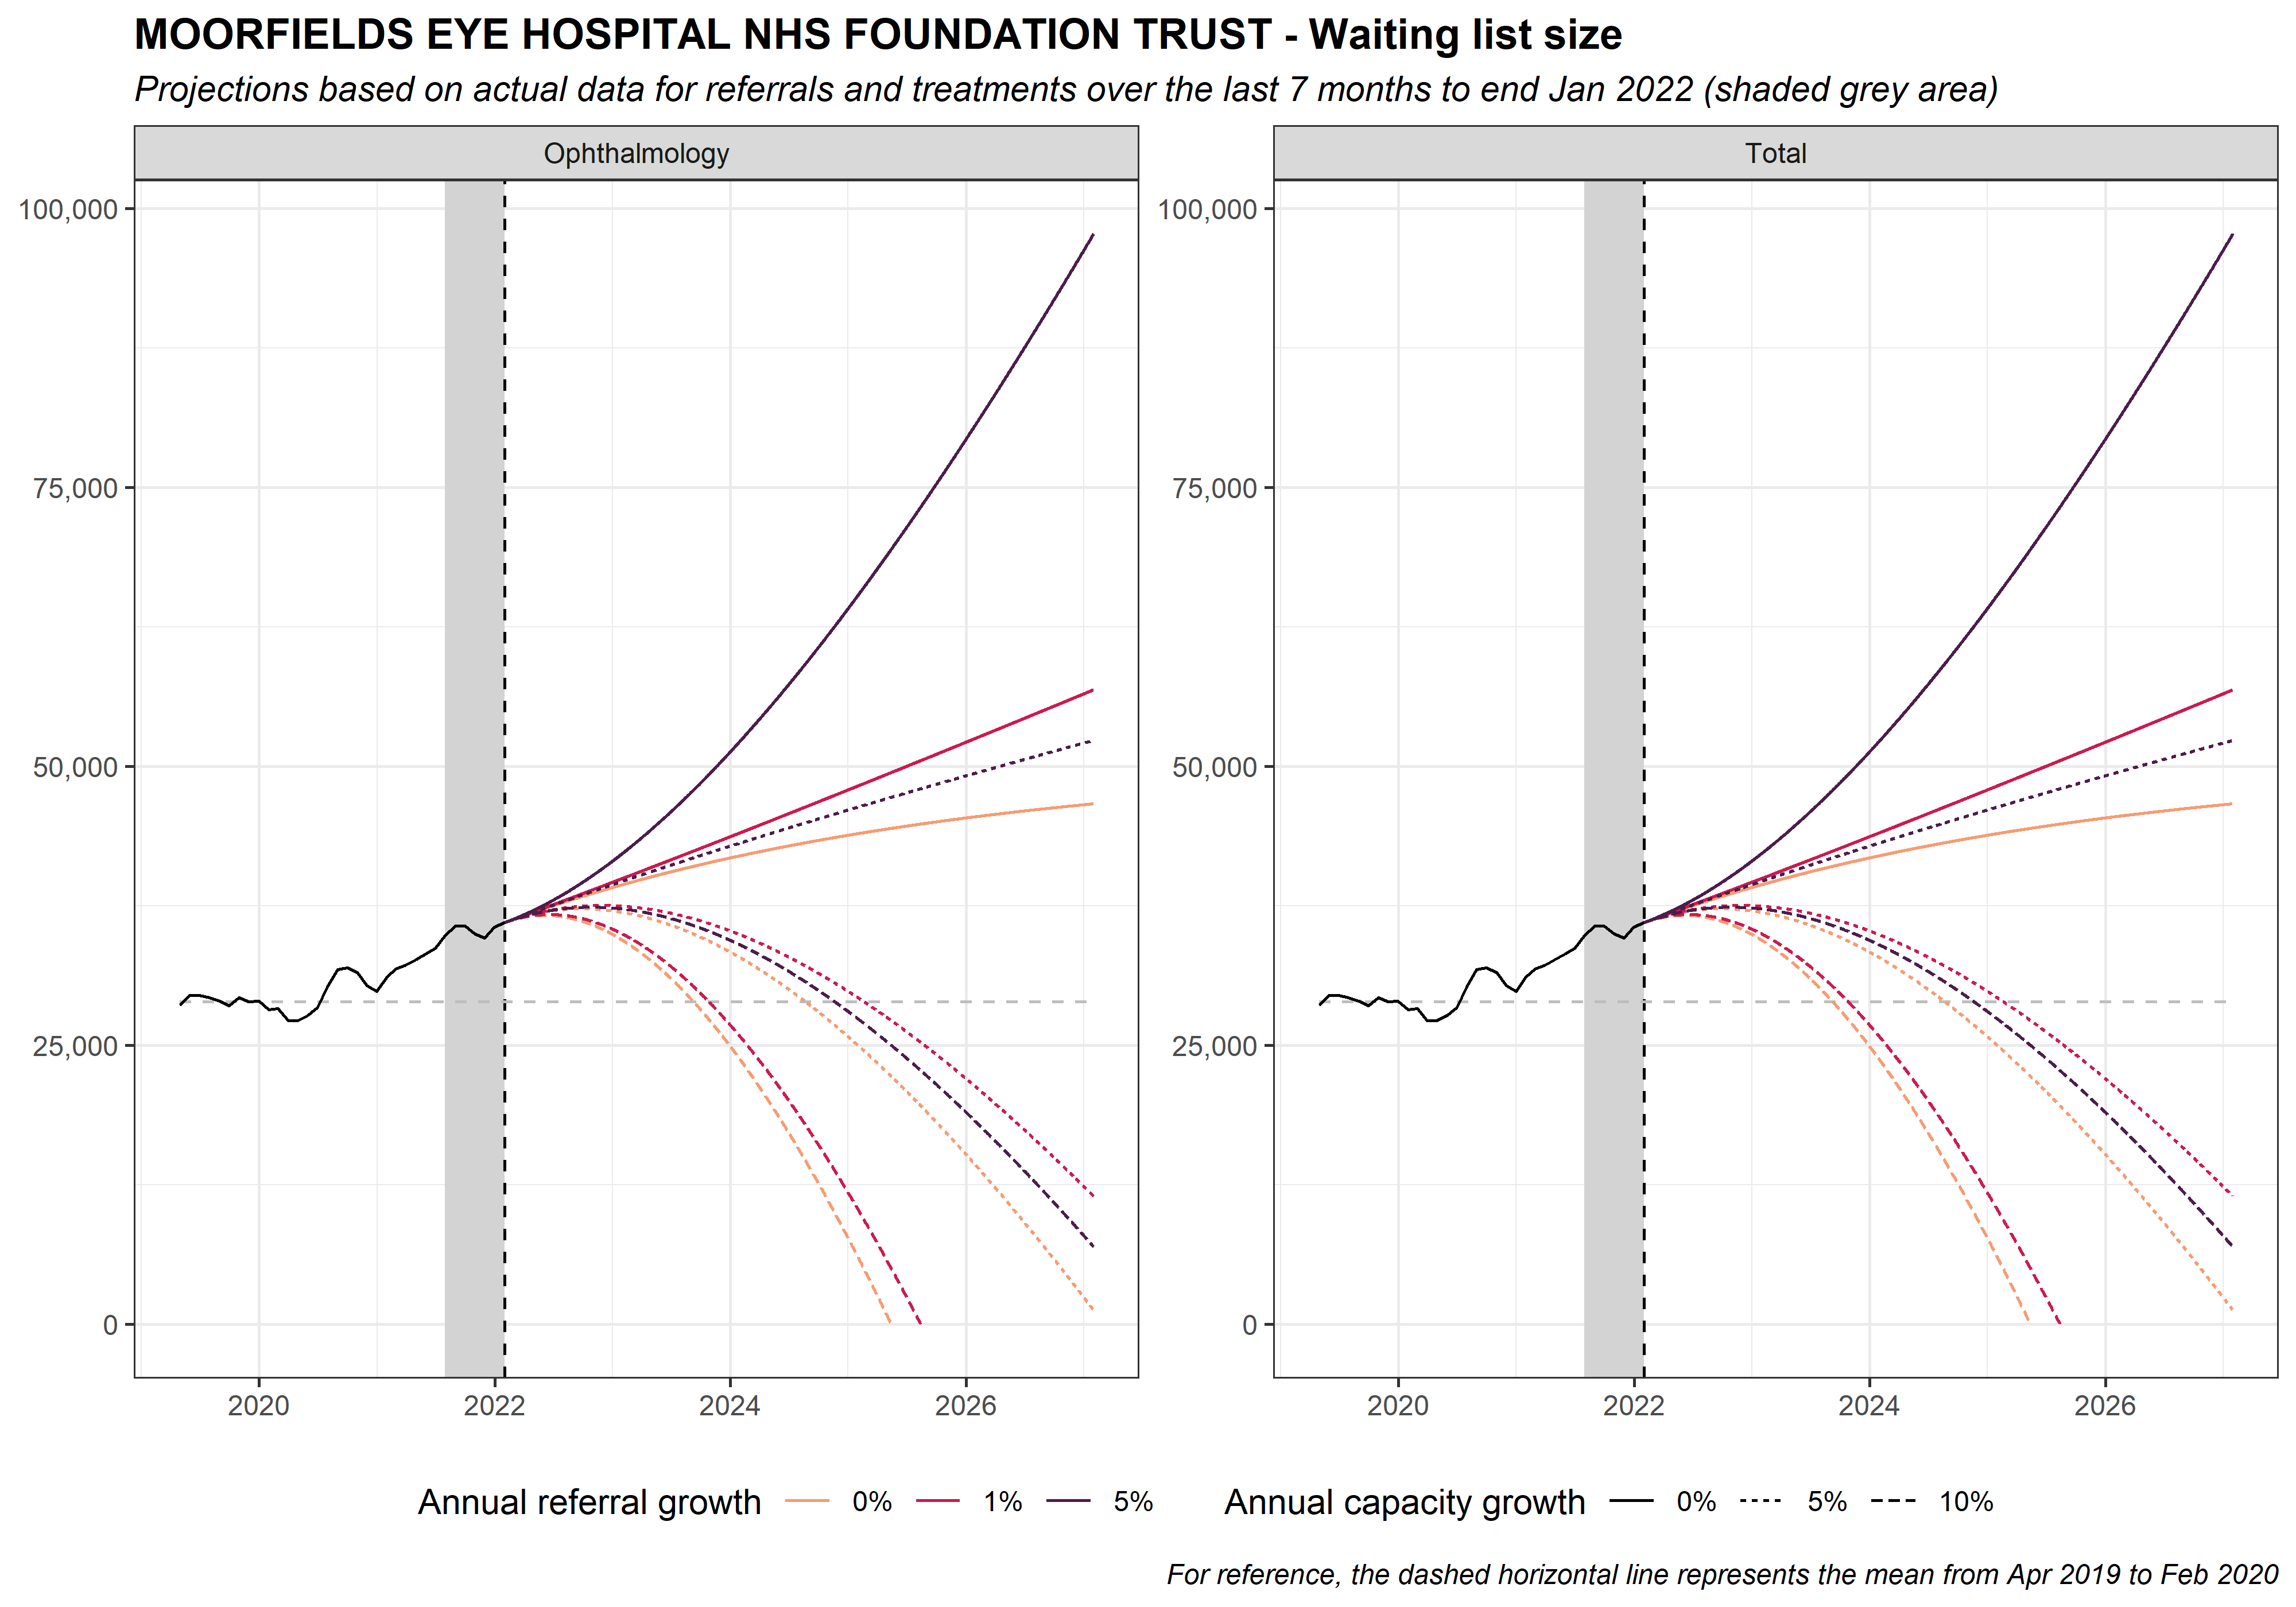 MOORFIELDS EYE HOSPITAL NHS FOUNDATION TRUST - Waiting list size
Projections based on actual data for referrals and treatments over the last 7 months to end Jan 2022 (shaded grey area)
Ophthalmology
100,000
75,000
50,000
25,000
0
2020 2022 2024 2026
Total
100,000
75,000
50,000
25,000
0
2020 2022 2024 2026
Annual referral growth 0% 1% 5%
Annual capacity growth 0% 5% 10%
For reference, the dashed horizontal line represents the mean from Apr 2019 to Feb 2020